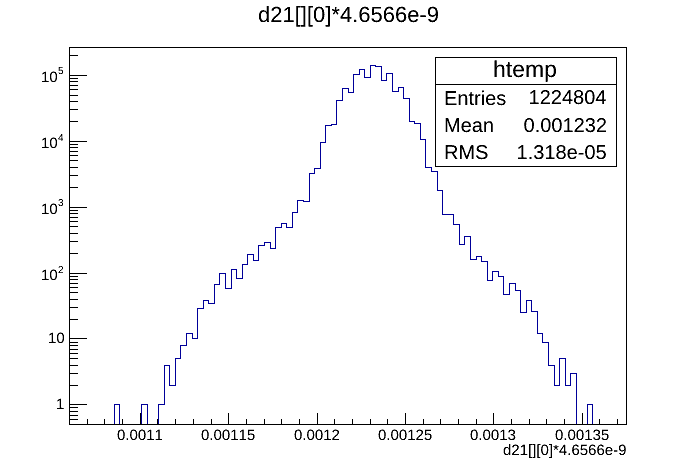 d21[][0]*4.6566e-9
htemp
Entries 1224804
Mean 0.001232
RMS 1.318e-05
10^5
10^4
10^3
10^2
10
1
0.0011 0.00115 0.0012 0.00125 0.0013 0.00135
d21[][0]*4.6566e-9